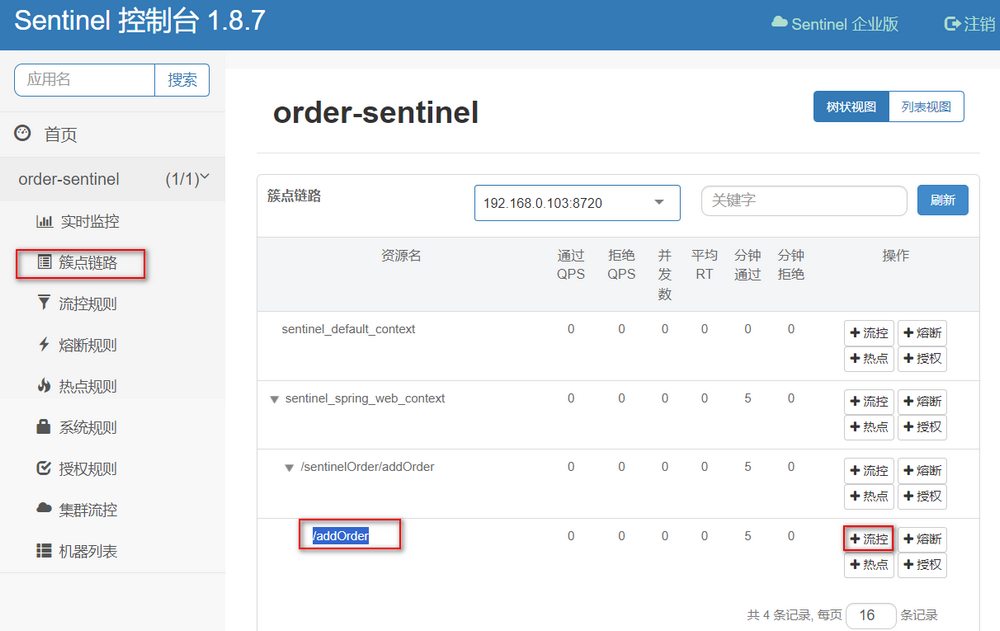 Sentinel 控制台 1.8.7
Sentinel 企业版
注销
应用名
搜索
首页
order-sentinel
(1/1)
实时监控
簇点链路
流控规则
熔断规则
热点规则
系统规则
授权规则
集群流控
机器列表
order-sentinel
树状视图
列表视图
簇点链路
192.168.0.103:8720
关键字
刷新
资源名 通过QPS 拒绝QPS 并发数 平均RT 分钟通过 分钟拒绝 操作
sentinel_default_context 0 0 0 0 0 0 流控 熔断
热点 授权
sentinel_spring_web_context 0 0 0 0 5 0 流控 熔断
热点 授权
/sentinelOrder/addOrder 0 0 0 0 5 0 流控 熔断
热点 授权
/addOrder 0 0 0 0 5 0 流控 熔断
热点 授权
共 4 条记录, 每页 16 条记录